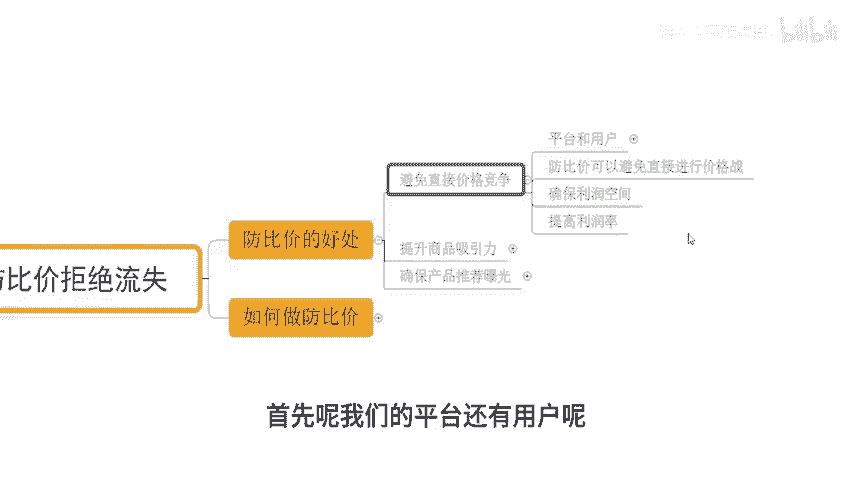 bilibili
平台和用户
防比价可以避免直接进行价格战
避免直接价格竞争
确保利润空间
提高利润率
防比价的好处
提升商品吸引力
确保产品推荐曝光
防比价拒绝流失
如何做防比价
首先呢我们的平台还有用户呢